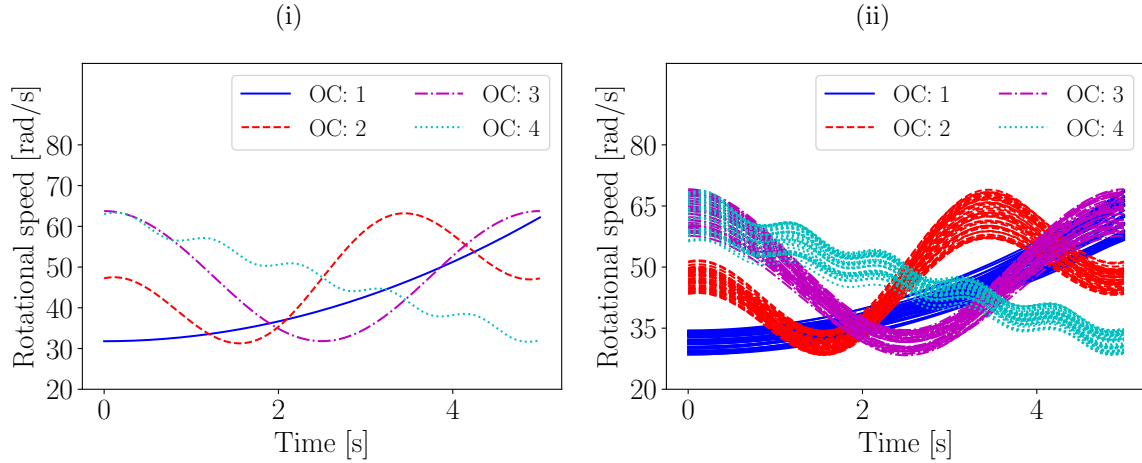 (i)
OC: 1
OC: 2
OC: 3
OC: 4
Rotational speed [rad/s]
80
70
60
50
40
30
20
0
2
4
Time [s]
(ii)
OC: 1
OC: 2
OC: 3
OC: 4
Rotational speed [rad/s]
80
65
50
35
20
0
2
4
Time [s]